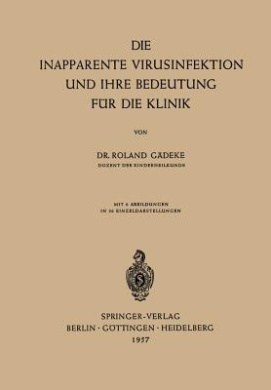 DIE
INAPPARENTE VIRUSINFEKTION
UND IHRE BEDEUTUNG
FÜR DIE KLINIK
VON
DR. ROLAND GÄDEKE
DOZENT DER KINDERHEILKUNDE
MIT 8 ABBILDUNGEN
IN 26 EINZELDARSTELLUNGEN
SPRINGER-VERLAG
BERLIN · GÖTTINGEN · HEIDELBERG
1957